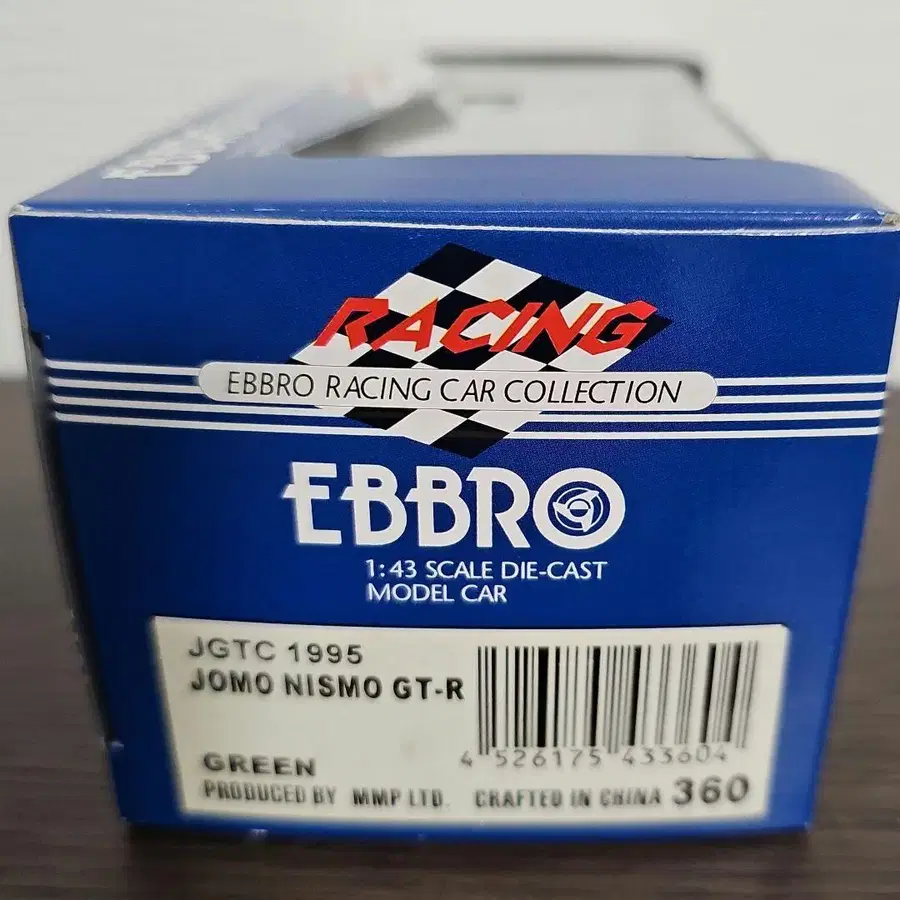 RACING
EBBRO RACING CAR COLLECTION
EBBRO
1:43 SCALE DIE-CAST
MODEL CAR
JGTC 1995
JOMO NISMO GT-R
4 526175 433604
GREEN
PRODUCED BY MMP LTD. CRAFTED IN CHINA 360